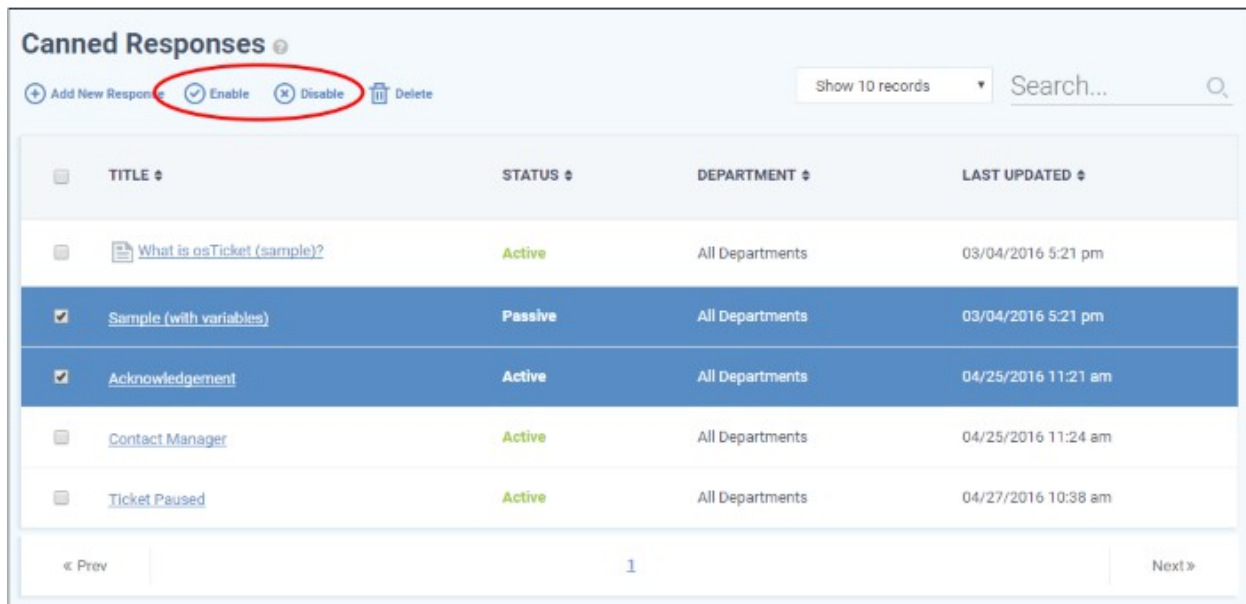 Canned Responses
Add New Response Enable Disable Delete Show 10 records Search...
TITLE STATUS DEPARTMENT LAST UPDATED
What is osTicket (sample)? Active All Departments 03/04/2016 5:21 pm
Sample (with variables) Passive All Departments 03/04/2016 5:21 pm
Acknowledgement Active All Departments 04/25/2016 11:21 am
Contact Manager Active All Departments 04/25/2016 11:24 am
Ticket Paused Active All Departments 04/27/2016 10:38 am
« Prev 1 Next »